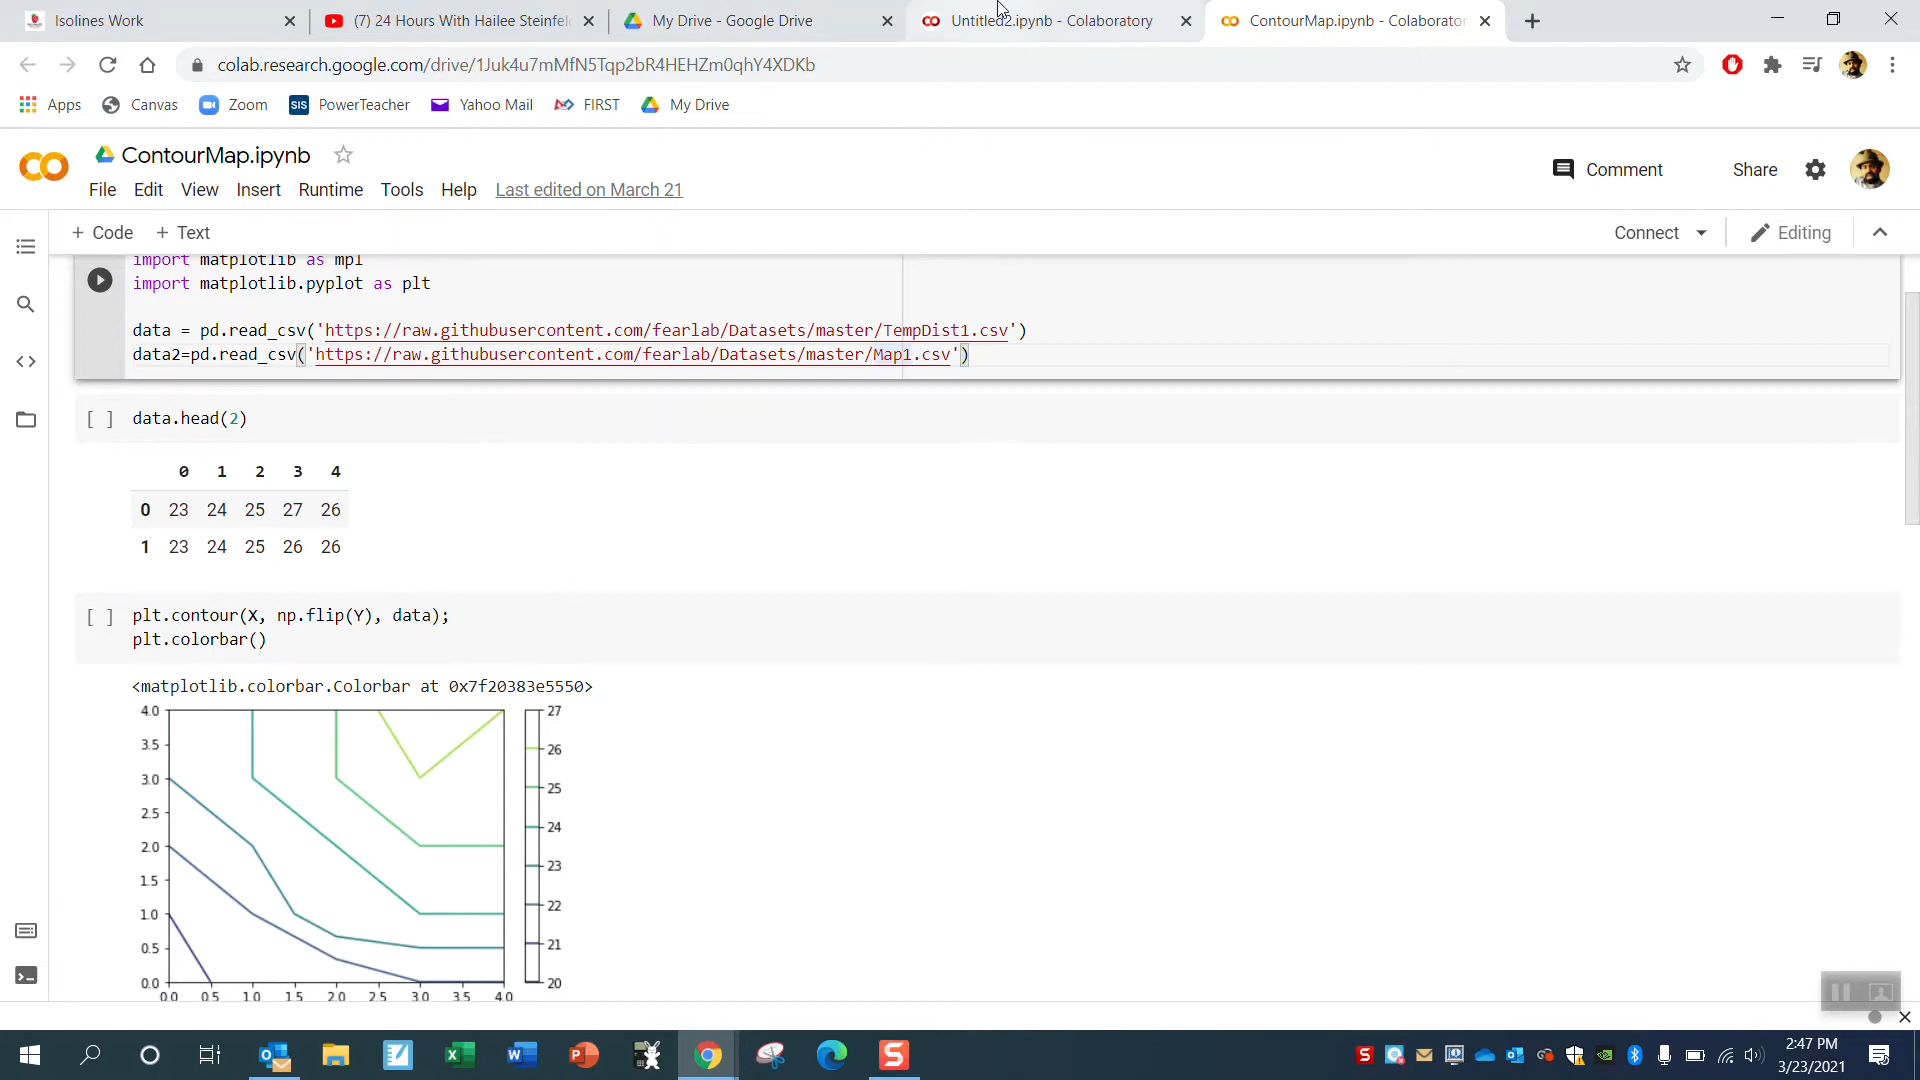 Isolines Work
(7) 24 Hours With Hailee Steinfel
My Drive - Google Drive
Untitled2.ipynb - Colaboratory
ContourMap.ipynb - Colaborator
colab.research.google.com/drive/1Juk4u7mMfN5Tqp2bR4HEHZm0qhY4XDKb
Apps Canvas Zoom SIS PowerTeacher Yahoo Mail FIRST My Drive
ContourMap.ipynb
Comment Share
File Edit View Insert Runtime Tools Help Last edited on March 21
+ Code + Text
Connect Editing
import matplotlib as mpl
import matplotlib.pyplot as plt
data = pd.read_csv('https://raw.githubusercontent.com/fearlab/Datasets/master/TempDist1.csv')
data2=pd.read_csv('https://raw.githubusercontent.com/fearlab/Datasets/master/Map1.csv')
[ ] data.head(2)
0 1 2 3 4
0 23 24 25 27 26
1 23 24 25 26 26
[ ] plt.contour(X, np.flip(Y), data);
plt.colorbar()
<matplotlib.colorbar.Colorbar at 0x7f20383e5550>
4.0
3.5
3.0
2.5
2.0
1.5
1.0
0.5
0.0
0.0 0.5 1.0 1.5 2.0 2.5 3.0 3.5 4.0
27
26
25
24
23
22
21
20
2:47 PM
3/23/2021